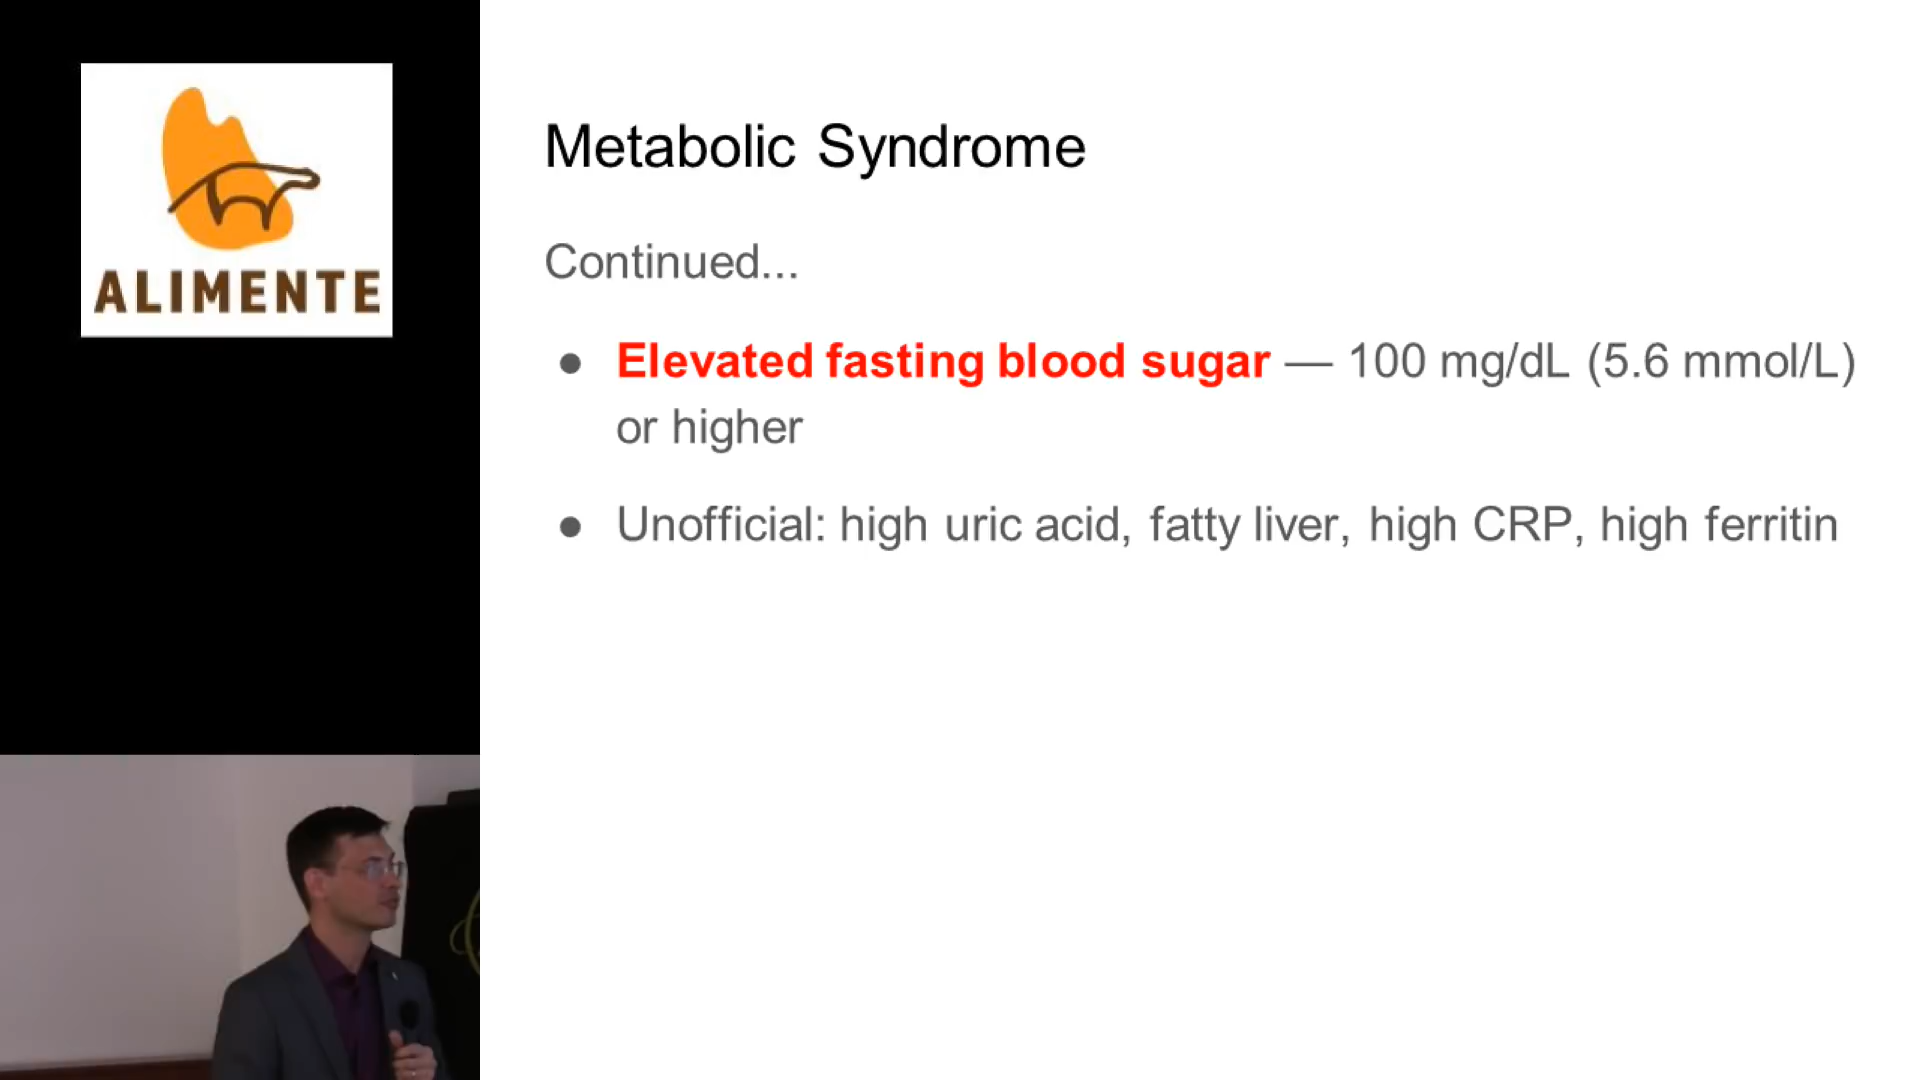 ALIMENTE
Metabolic Syndrome
Continued...
● Elevated fasting blood sugar — 100 mg/dL (5.6 mmol/L)
or higher
● Unofficial: high uric acid, fatty liver, high CRP, high ferritin